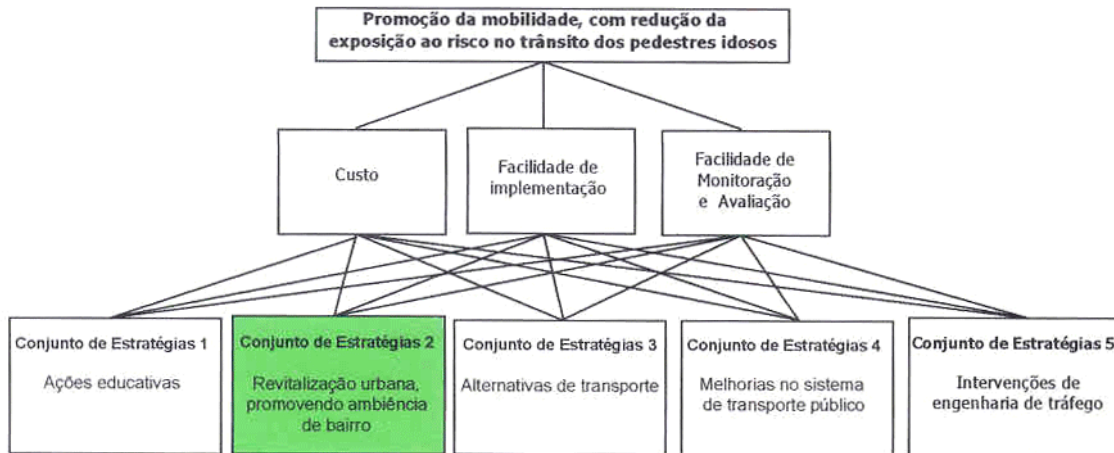 Promoção da mobilidade, com redução da
exposição ao risco no trânsito dos pedestres idosos
Custo
Facilidade de
implementação
Facilidade de
Monitoração
e Avaliação
Conjunto de Estratégias 1
Ações educativas
Conjunto de Estratégias 2
Revitalização urbana,
promovendo ambiência
de bairro
Conjunto de Estratégias 3
Alternativas de transporte
Conjunto de Estratégias 4
Melhorias no sistema
de transporte público
Conjunto de Estratégias 5
Intervenções de
engenharia de tráfego